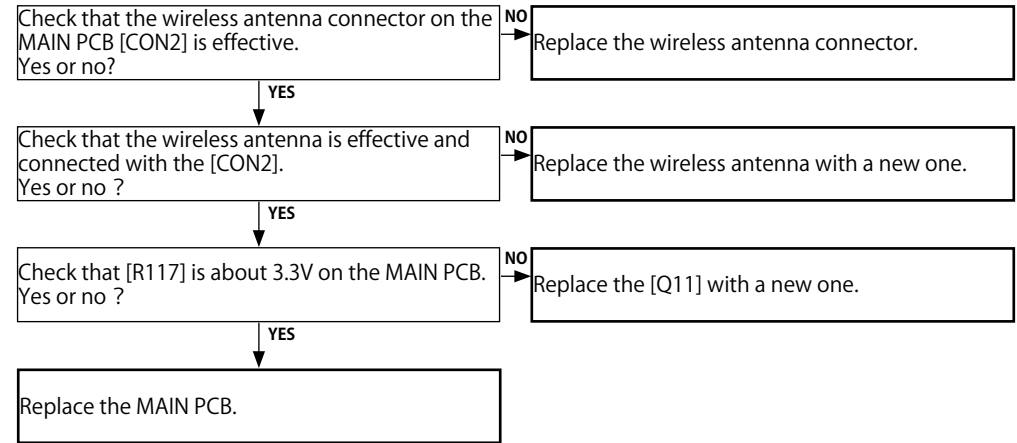 Check that the wireless antenna connector on the
MAIN PCB [CON2] is effective.
Yes or no?
NO
Replace the wireless antenna connector.
YES
Check that the wireless antenna is effective and
connected with the [CON2].
Yes or no ?
NO
Replace the wireless antenna with a new one.
YES
Check that [R117] is about 3.3V on the MAIN PCB.
Yes or no ?
NO
Replace the [Q11] with a new one.
YES
Replace the MAIN PCB.